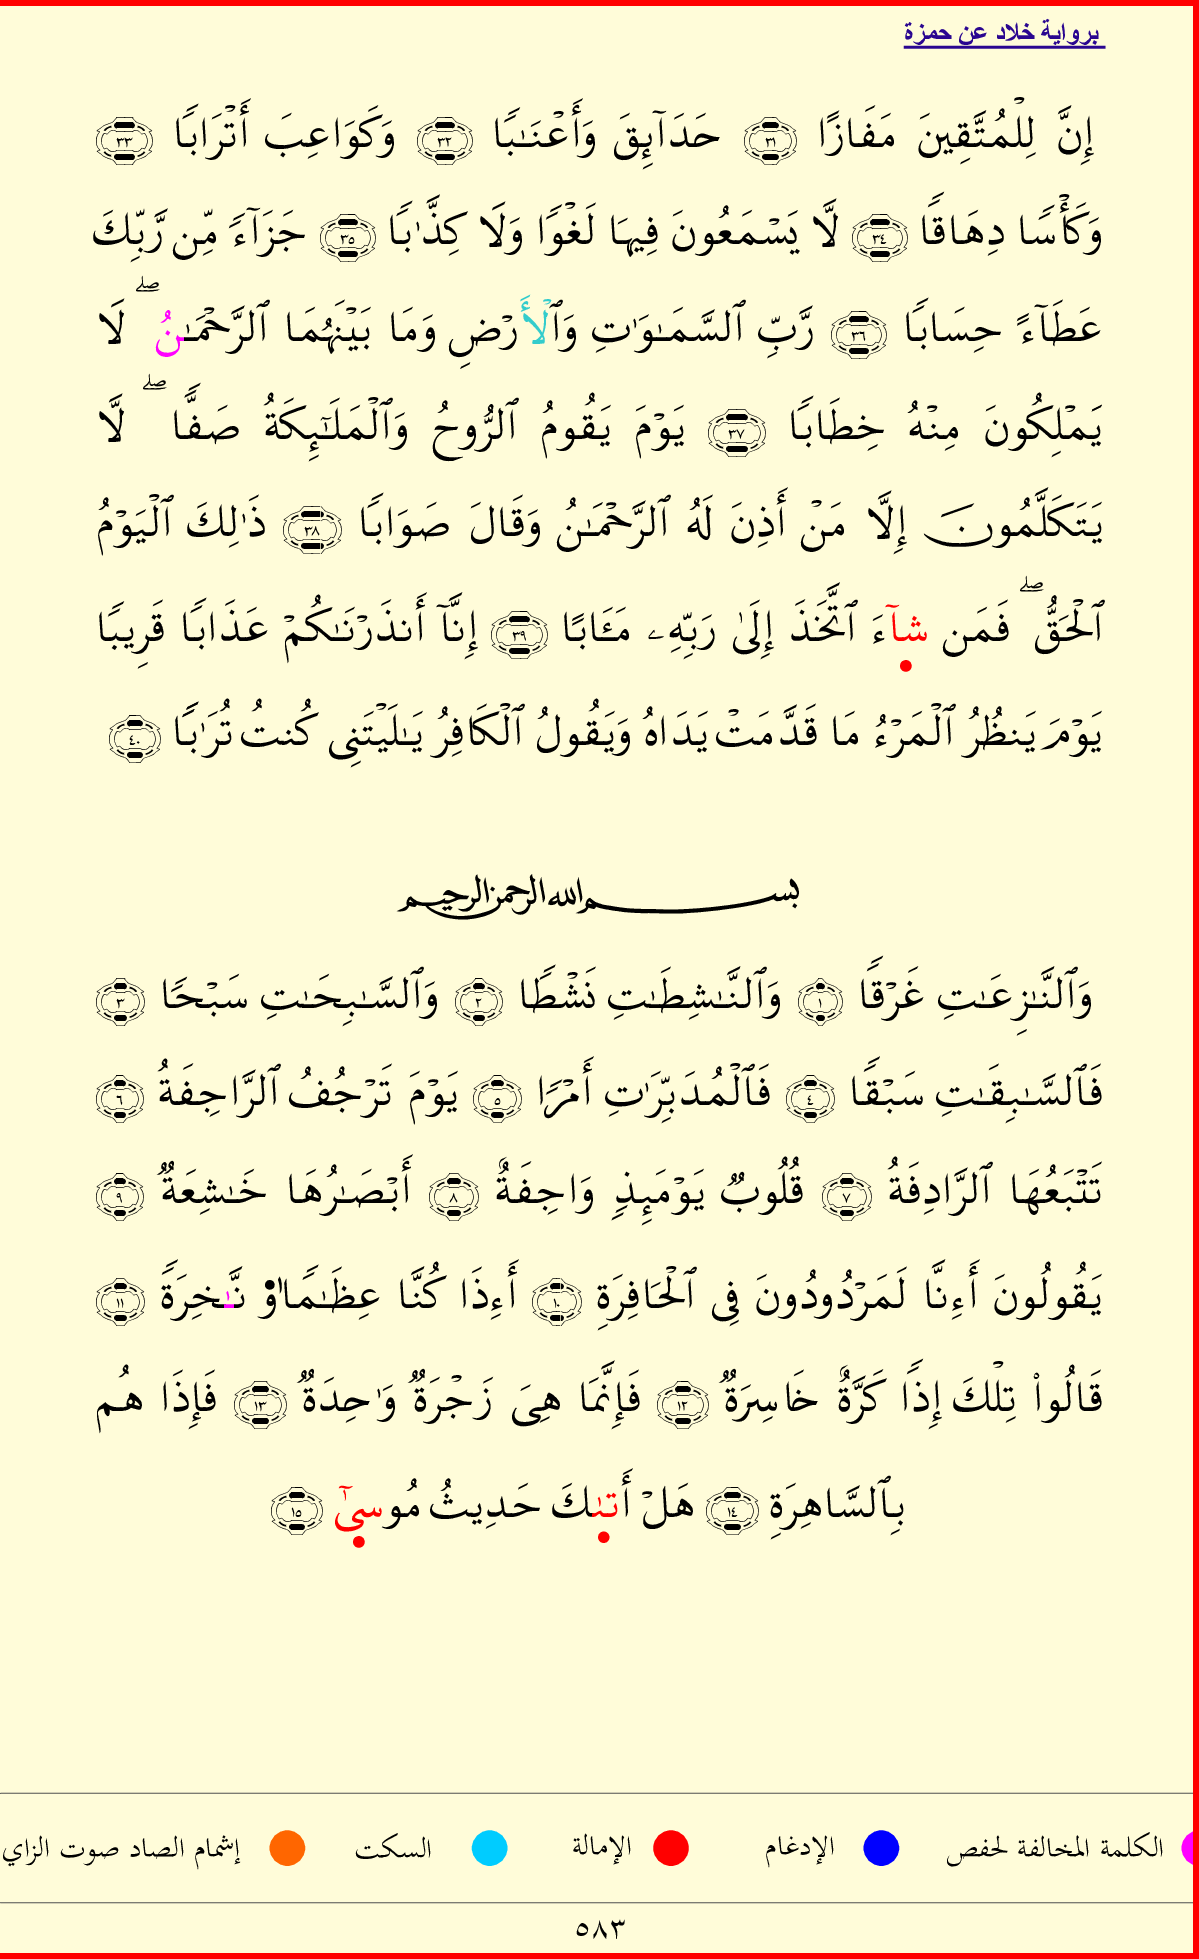 برواية خلاد عن حمزة
إِنَّ لِلْمُتَّقِينَ مَفَازًا ٣١ حَدَآئِقَ وَأَعْنَـٰبًا ٣٢ وَكَوَاعِبَ أَتْرَابًا ٣٣
وَكَأْسًا دِهَاقًا ٣٤ لَّا يَسْمَعُونَ فِيهَا لَغْوًا وَلَا كِذَّٰبًا ٣٥ جَزَآءً مِّن رَّبِّكَ
عَطَآءً حِسَابًا ٣٦ رَّبِّ ٱلسَّمَـٰوَٰتِ وَٱلْأَرْضِ وَمَا بَيْنَهُمَا ٱلرَّحْمَـٰنُ ۖ لَا
يَمْلِكُونَ مِنْهُ خِطَابًا ٣٧ يَوْمَ يَقُومُ ٱلرُّوحُ وَٱلْمَلَـٰٓئِكَةُ صَفًّا ۖ لَّا
يَتَكَلَّمُونَ إِلَّا مَنْ أَذِنَ لَهُ ٱلرَّحْمَـٰنُ وَقَالَ صَوَابًا ٣٨ ذَٰلِكَ ٱلْيَوْمُ
ٱلْحَقُّ ۖ فَمَن شَآءَ ٱتَّخَذَ إِلَىٰ رَبِّهِۦ مَـَٔابًا ٣٩ إِنَّآ أَنذَرْنَـٰكُمْ عَذَابًا قَرِيبًا
يَوْمَ يَنظُرُ ٱلْمَرْءُ مَا قَدَّمَتْ يَدَاهُ وَيَقُولُ ٱلْكَافِرُ يَـٰلَيْتَنِى كُنتُ تُرَٰبًا ٤٠
بسم الله الرحمن الرحيم
وَٱلنَّـٰزِعَـٰتِ غَرْقًا ١ وَٱلنَّـٰشِطَـٰتِ نَشْطًا ٢ وَٱلسَّـٰبِحَـٰتِ سَبْحًا ٣
فَٱلسَّـٰبِقَـٰتِ سَبْقًا ٤ فَٱلْمُدَبِّرَٰتِ أَمْرًا ٥ يَوْمَ تَرْجُفُ ٱلرَّاجِفَةُ ٦
تَتْبَعُهَا ٱلرَّادِفَةُ ٧ قُلُوبٌ يَوْمَئِذٍ وَاجِفَةٌ ٨ أَبْصَـٰرُهَا خَـٰشِعَةٌ ٩
يَقُولُونَ أَءِنَّا لَمَرْدُودُونَ فِى ٱلْحَافِرَةِ ١٠ أَءِذَا كُنَّا عِظَـٰمًا نَّـٰخِرَةً ١١
قَالُوا۟ تِلْكَ إِذًا كَرَّةٌ خَاسِرَةٌ ١٢ فَإِنَّمَا هِىَ زَجْرَةٌ وَٰحِدَةٌ ١٣ فَإِذَا هُم
بِٱلسَّاهِرَةِ ١٤ هَلْ أَتَىٰكَ حَدِيثُ مُوسَىٰٓ ١٥
الكلمة المخالفة لحفص الإدغام الإمالة السكت إشمام الصاد صوت الزاي
٥٨٣